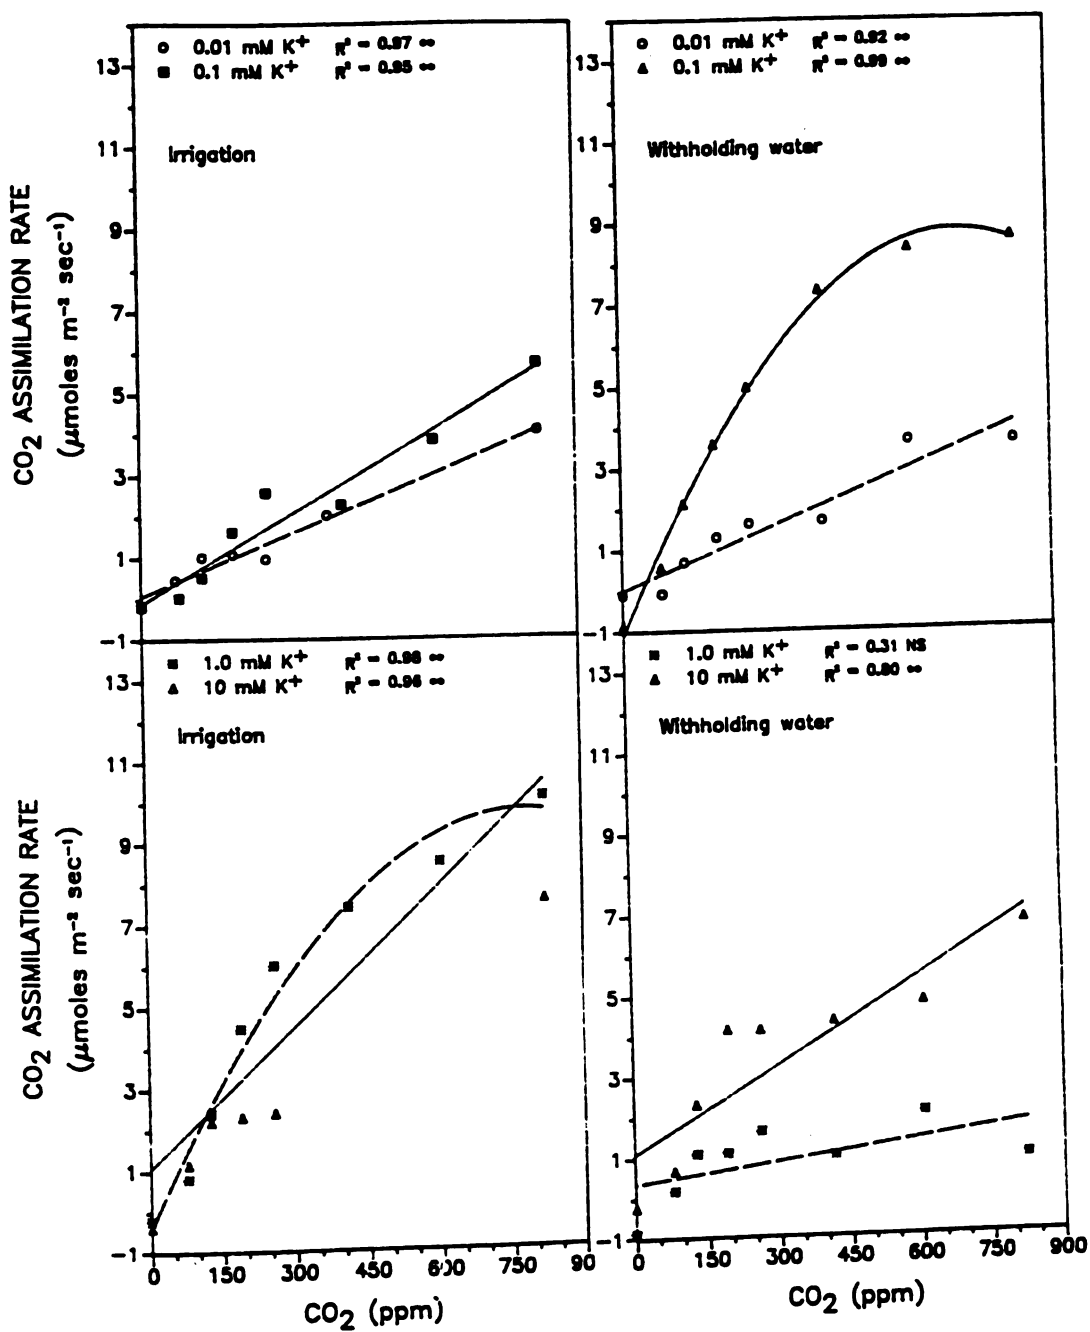 ○ 0.01 mM K+ R² = 0.97 ∞
■ 0.1 mM K+ R² = 0.95 ∞
Irrigation
13
11
9
7
5
3
1
-1
○ 0.01 mM K+ R² = 0.92 ∞
▲ 0.1 mM K+ R² = 0.99 ∞
Withholding water
13
11
9
7
5
3
1
-1
CO2 ASSIMILATION RATE
(μmoles m⁻² sec⁻¹)
■ 1.0 mM K+ R² = 0.98 ∞
▲ 10 mM K+ R² = 0.96 ∞
Irrigation
13
11
9
7
5
3
1
-1
■ 1.0 mM K+ R² = 0.31 NS
▲ 10 mM K+ R² = 0.80 ∞
Withholding water
13
11
9
7
5
3
1
-1
CO2 ASSIMILATION RATE
(μmoles m⁻² sec⁻¹)
0 150 300 450 600 750
CO2 (ppm)
0 150 300 450 600 750 900
CO2 (ppm)